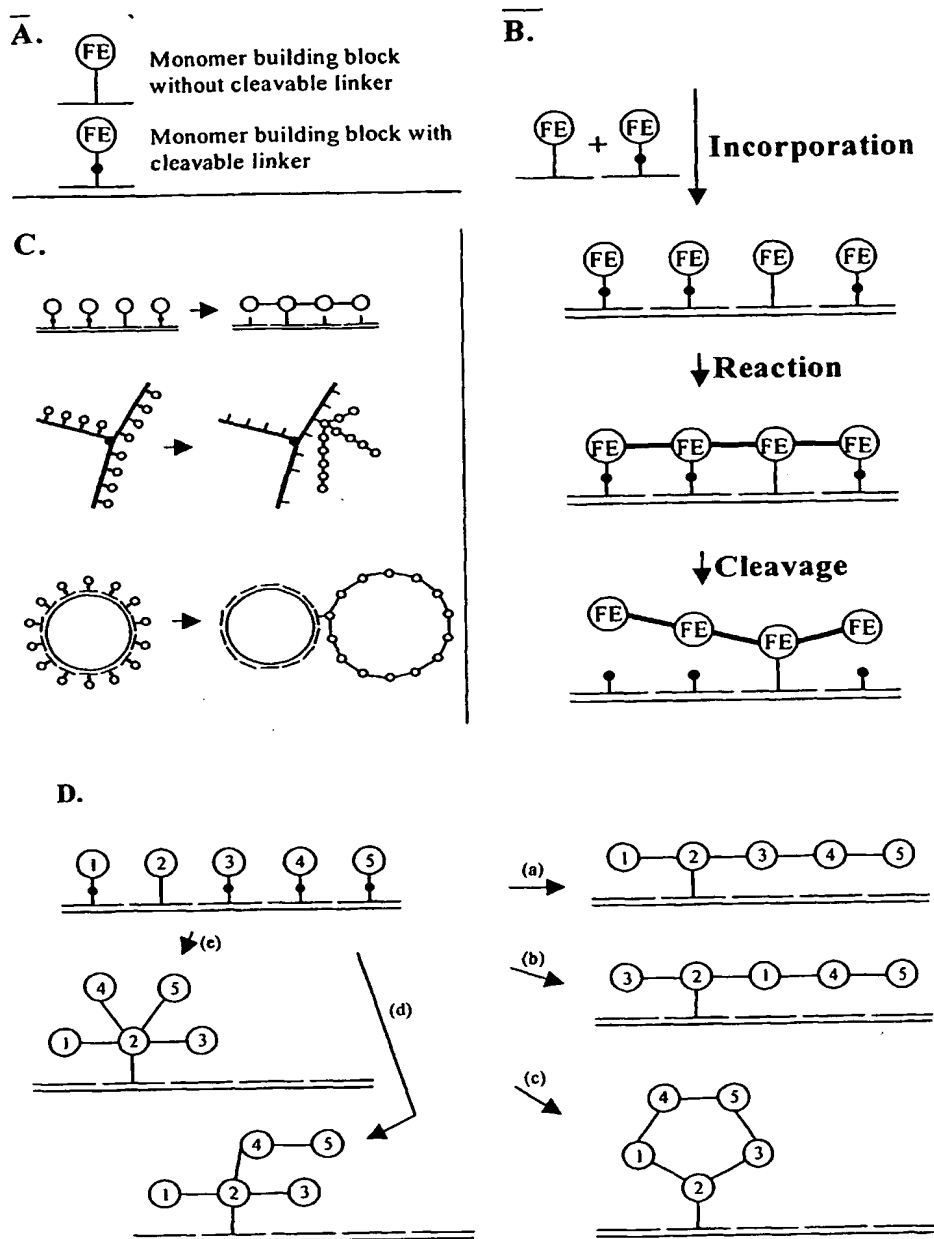 A.
FE
Monomer building block
without cleavable linker
FE
Monomer building block with
cleavable linker
B.
FE + FE
Incorporation
FE FE FE FE
Reaction
FE FE FE FE
Cleavage
FE FE FE FE
C.
D.
1 2 3 4 5
(a)
1 2 3 4 5
(b)
3 2 1 4 5
(c)
4 5
1 3
2
(d)
4 5
1 2 3
(e)
4 5
1 2 3